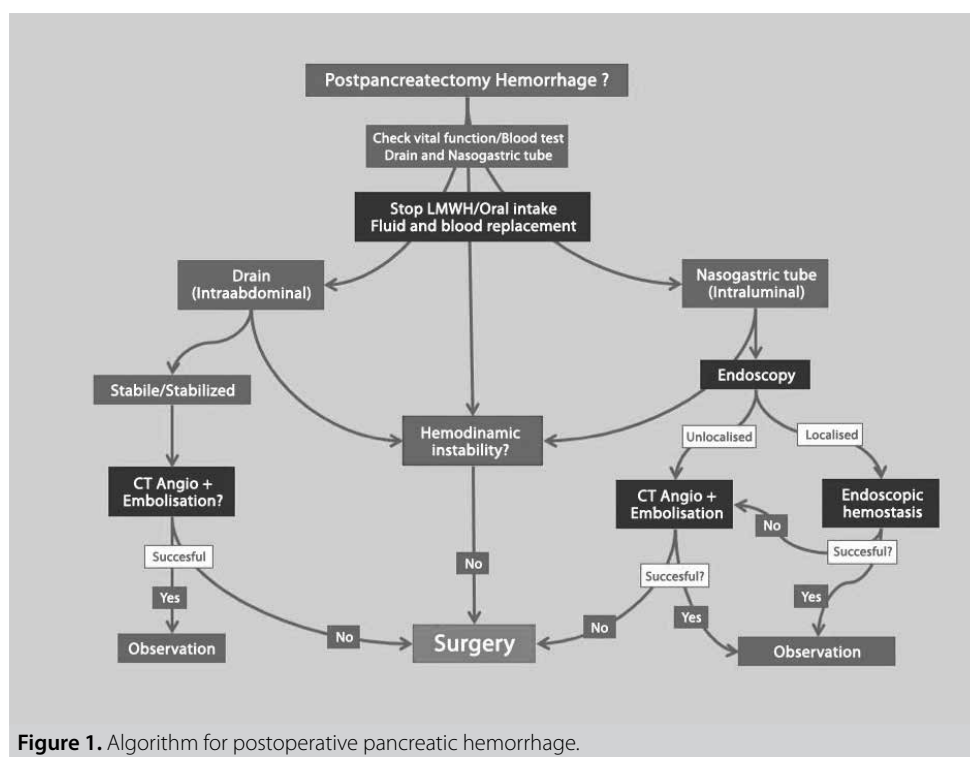 Postpancreatectomy Hemorrhage ?
Check vital function/Blood test
Drain and Nasogastric tube
Stop LMWH/Oral intake
Fluid and blood replacement
Drain
(Intraabdominal)
Nasogastric tube
(Intraluminal)
Stabile/Stabilized
Endoscopy
Hemodinamic
instability?
Unlocalised
Localised
CT Angio +
Embolisation?
CT Angio +
Embolisation
Endoscopic
hemostasis
No
Succesful
No
Succesful?
Succesful?
Yes
Yes
Yes
No
No
Observation
Surgery
Observation
Figure 1. Algorithm for postoperative pancreatic hemorrhage.